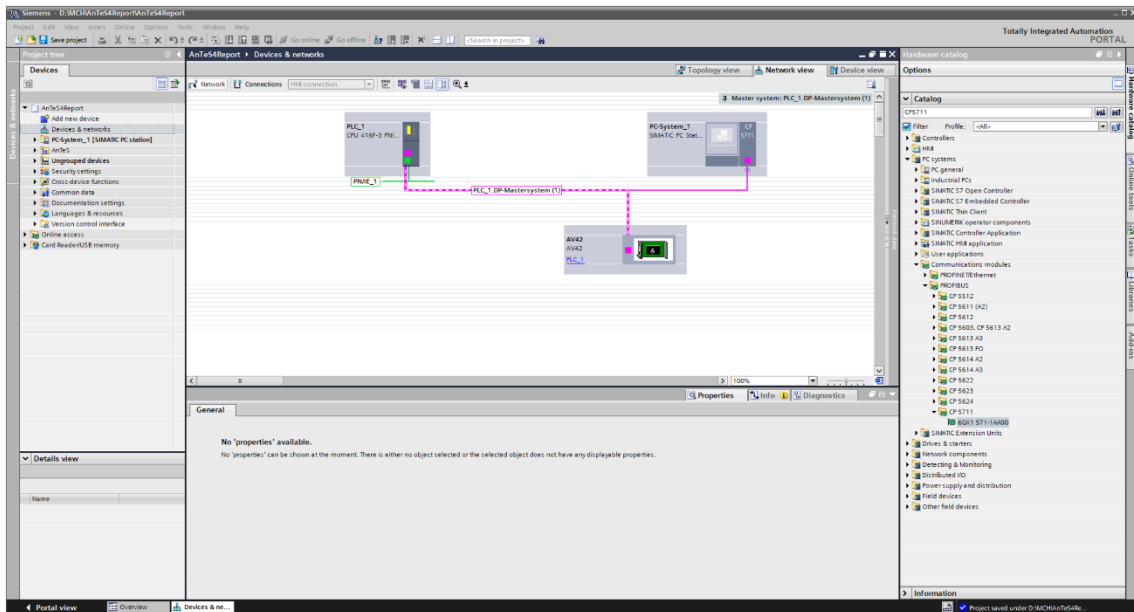 Siemens - D:\MCH\AnTeS4Report\AnTeS4Report
Project Edit View Insert Online Options Tools Window Help
Save project Go online Go offline <Search in project>
Totally Integrated Automation
PORTAL
Project tree
Devices
AnTeS4Report
Add new device
Devices & networks
PC-System_1 [SIMATIC PC station]
AnTeS
Ungrouped devices
Security settings
Cross-device functions
Common data
Documentation settings
Languages & resources
Version control interface
Online access
Card Reader/USB memory
Details view
Name
Devices & networks
AnTeS4Report Devices & networks
Topology view Network view Device view
Network Connections HMI connection
Master system: PLC_1.DP-Mastersystem (1)
PLC_1
CPU 416F-3 PN/...
PC-System_1
SIMATIC PC Stat...
CP
5711
PN/IE_1
PLC_1.DP-Mastersystem (1)
AV42
AV42
PLC_1
&
Network data
100%
Properties Info Diagnostics
General
No 'properties' available.
No 'properties' can be shown at the moment. There is either no object selected or the selected object does not have any displayable properties.
Hardware catalog
Options
Catalog
CP5711
Filter Profile: <All>
Controllers
HMI
PC systems
PC general
Industrial PCs
SIMATIC S7 Open Controller
SIMATIC S7 Embedded Controller
SIMATIC Thin Client
SINUMERIK operator components
SIMATIC Controller Application
SIMATIC HMI application
User applications
Communications modules
PROFINET/Ethernet
PROFIBUS
CP 5512
CP 5611 (A2)
CP 5612
CP 5603, CP 5613 A2
CP 5613 A3
CP 5613 FO
CP 5614 A2
CP 5614 A3
CP 5622
CP 5623
CP 5624
CP 5711
6GK1 571-1AA00
SIMATIC Extension Units
Drives & starters
Network components
Detecting & Monitoring
Distributed I/O
Power supply and distribution
Field devices
Other field devices
Information
Hardware catalog
Online tools
Tasks
Libraries
Add-ins
Portal view Overview Devices & ne...
Project saved under D:\MCH\AnTeS4Re...